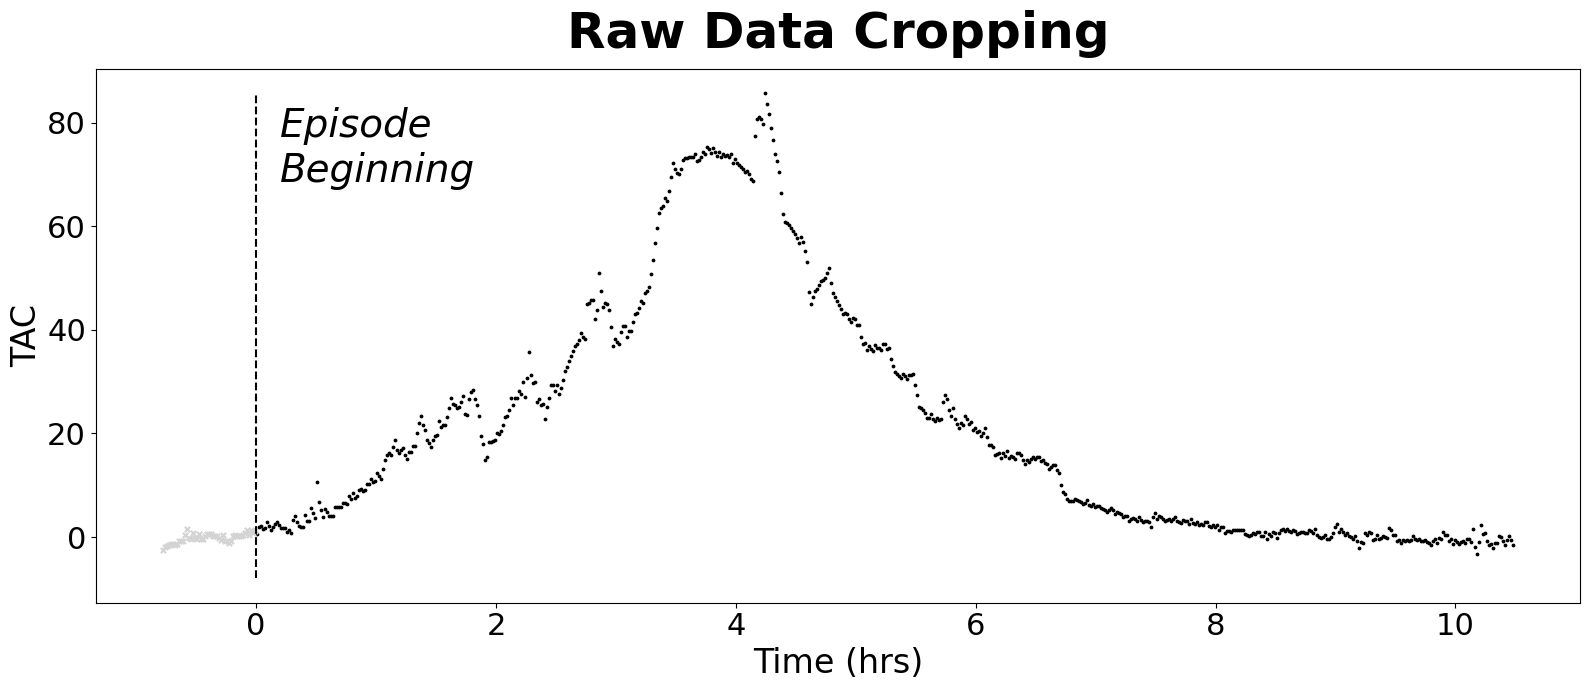 Raw Data Cropping
Episode
Beginning
TAC
80
60
40
20
0
0 2 4 6 8 10
Time (hrs)